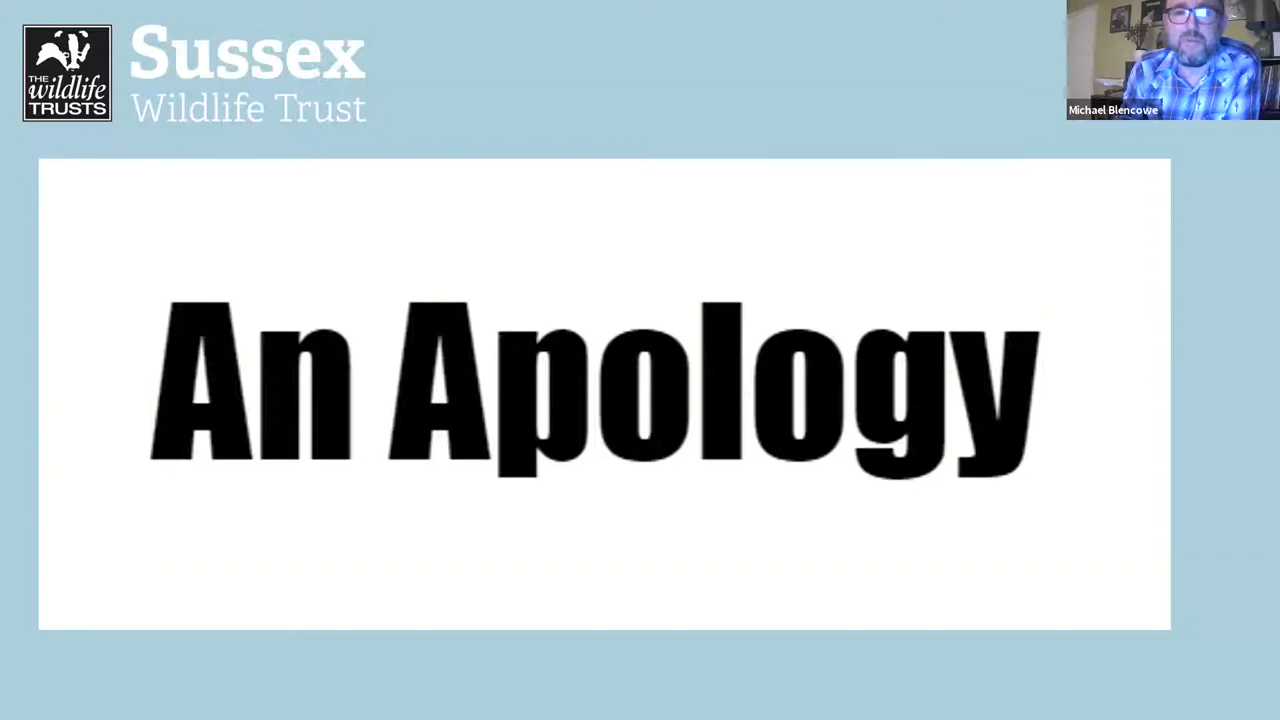 THE
wildlife
TRUSTS
Sussex
Wildlife Trust
Michael Blencowe
An Apology